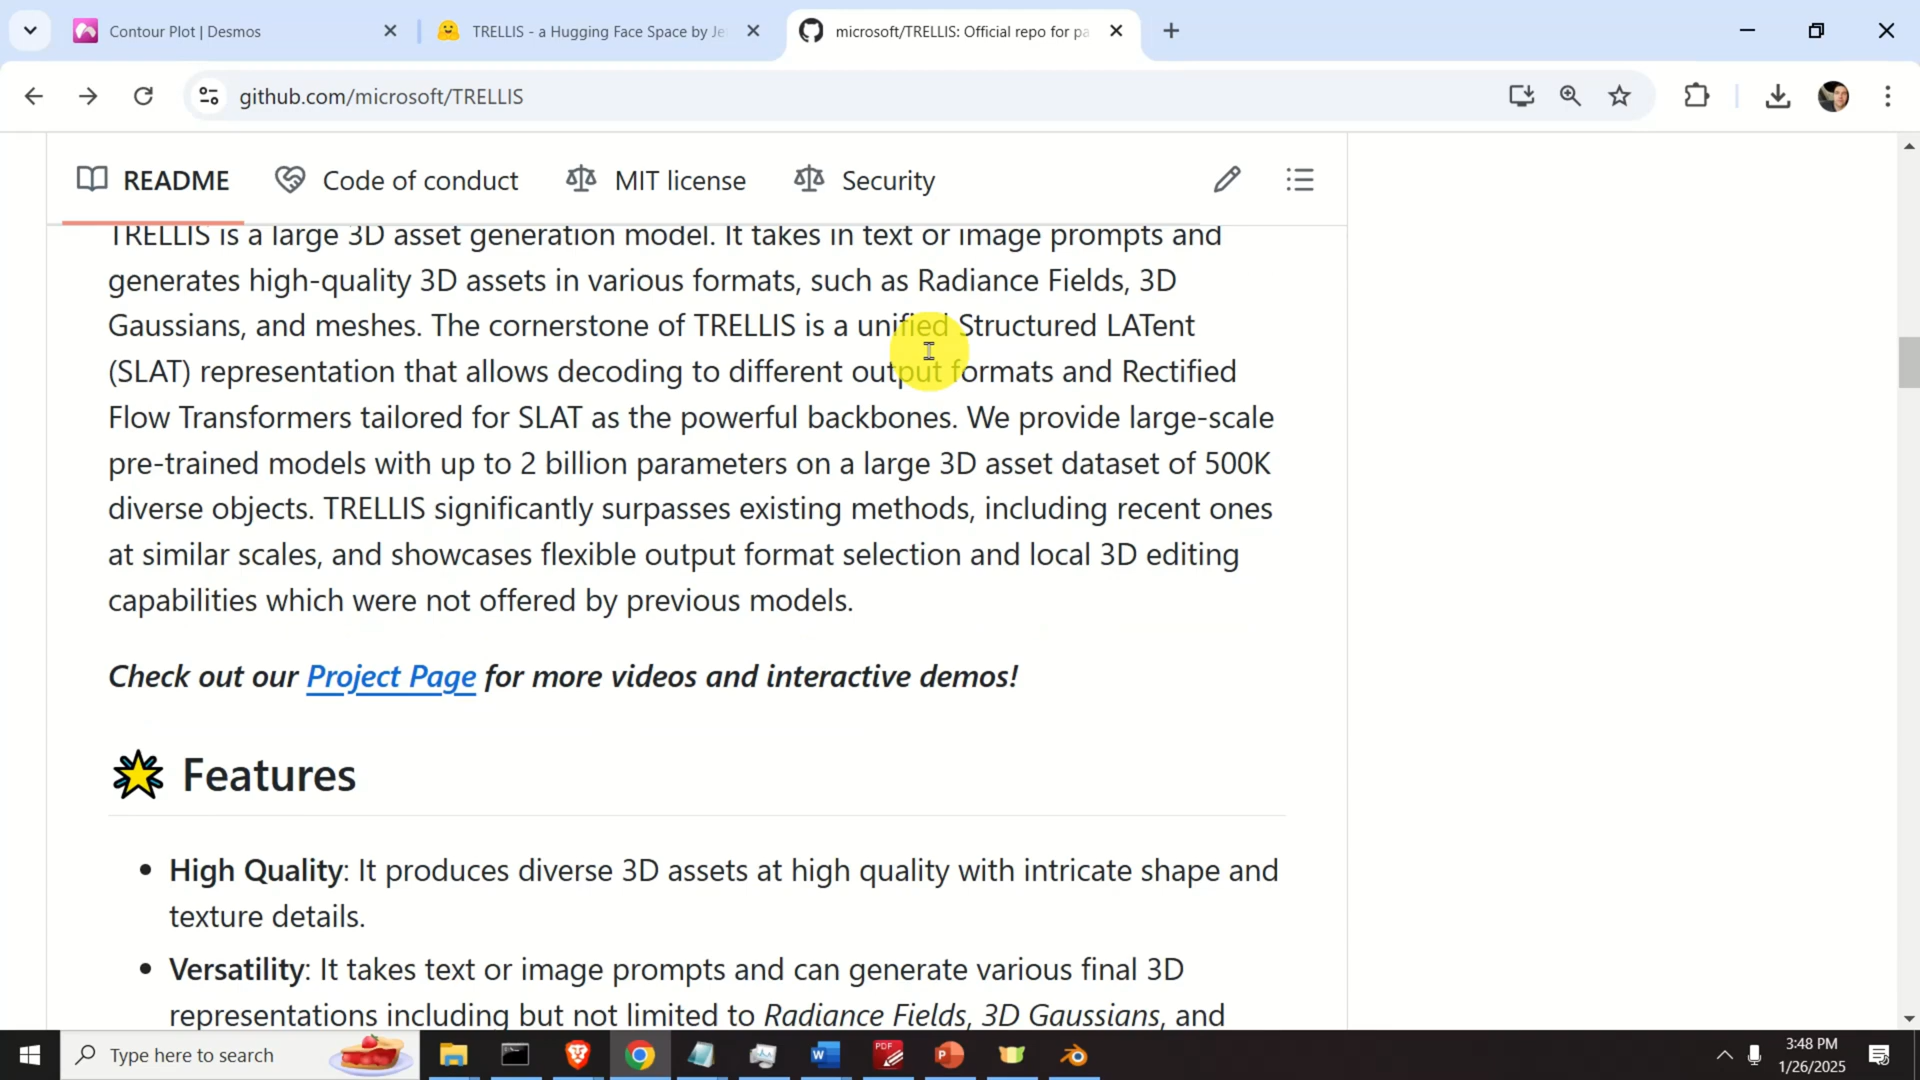 Contour Plot | Desmos
TRELLIS - a Hugging Face Space by Je
microsoft/TRELLIS: Official repo for pa
github.com/microsoft/TRELLIS
README
Code of conduct
MIT license
Security
TRELLIS is a large 3D asset generation model. It takes in text or image prompts and
generates high-quality 3D assets in various formats, such as Radiance Fields, 3D
Gaussians, and meshes. The cornerstone of TRELLIS is a unified Structured LATent
(SLAT) representation that allows decoding to different output formats and Rectified
Flow Transformers tailored for SLAT as the powerful backbones. We provide large-scale
pre-trained models with up to 2 billion parameters on a large 3D asset dataset of 500K
diverse objects. TRELLIS significantly surpasses existing methods, including recent ones
at similar scales, and showcases flexible output format selection and local 3D editing
capabilities which were not offered by previous models.
Check out our Project Page for more videos and interactive demos!
Features
• High Quality: It produces diverse 3D assets at high quality with intricate shape and
texture details.
• Versatility: It takes text or image prompts and can generate various final 3D
representations including but not limited to Radiance Fields, 3D Gaussians, and
Type here to search
PDF
3:48 PM
1/26/2025